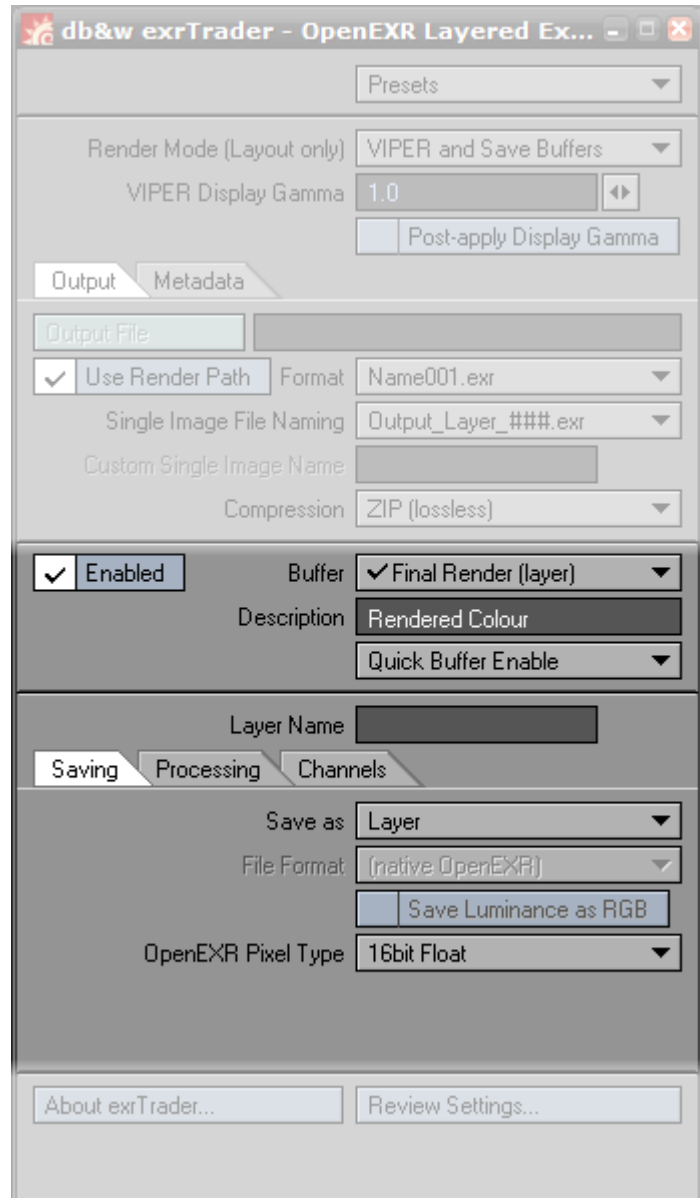 db&w exrTrader - OpenEXR Layered Ex...
Presets
Render Mode (Layout only) VIPER and Save Buffers
VIPER Display Gamma 1.0
Post-apply Display Gamma
Output Metadata
Output File
Use Render Path Format Name001.exr
Single Image File Naming Output_Layer_###.exr
Custom Single Image Name
Compression ZIP (lossless)
Enabled Buffer ✓Final Render (layer)
Description Rendered Colour
Quick Buffer Enable
Layer Name
Saving Processing Channels
Save as Layer
File Format (native OpenEXR)
Save Luminance as RGB
OpenEXR Pixel Type 16bit Float
About exrTrader... Review Settings...